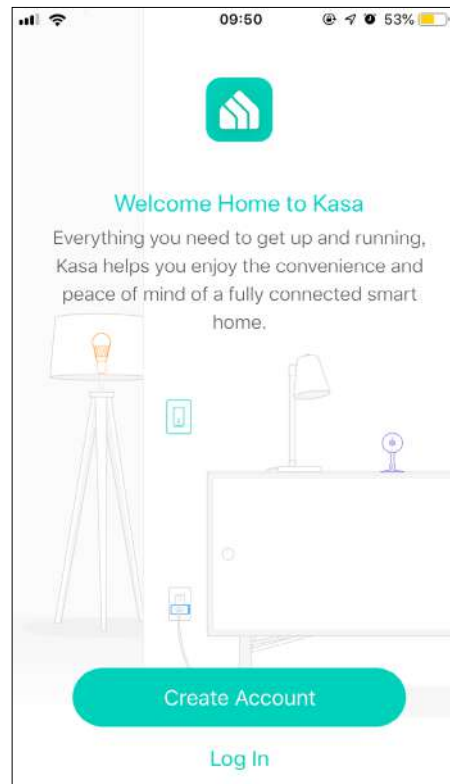 09:50
53%
Welcome Home to Kasa
Everything you need to get up and running,
Kasa helps you enjoy the convenience and
peace of mind of a fully connected smart
home.
Create Account
Log In